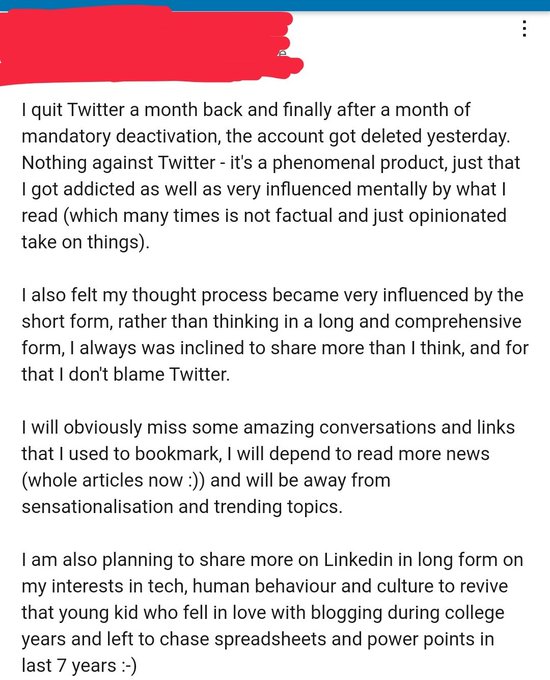 I quit Twitter a month back and finally after a month of
mandatory deactivation, the account got deleted yesterday.
Nothing against Twitter - it's a phenomenal product, just that
I got addicted as well as very influenced mentally by what I
read (which many times is not factual and just opinionated
take on things).
I also felt my thought process became very influenced by the
short form, rather than thinking in a long and comprehensive
form, I always was inclined to share more than I think, and for
that I don't blame Twitter.
I will obviously miss some amazing conversations and links
that I used to bookmark, I will depend to read more news
(whole articles now :)) and will be away from
sensationalisation and trending topics.
I am also planning to share more on Linkedin in long form on
my interests in tech, human behaviour and culture to revive
that young kid who fell in love with blogging during college
years and left to chase spreadsheets and power points in
last 7 years :-)